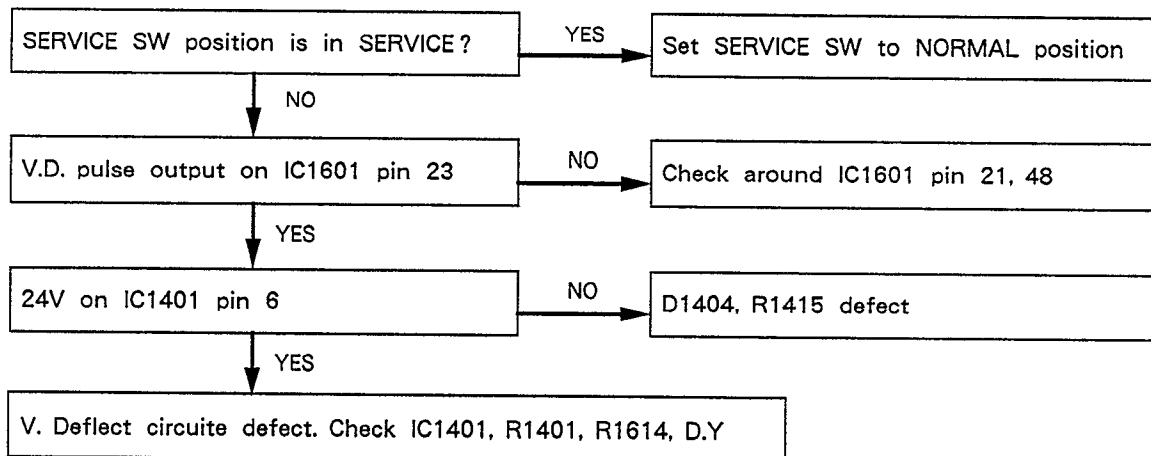 SERVICE SW position is in SERVICE?
YES
Set SERVICE SW to NORMAL position
NO
V.D. pulse output on IC1601 pin 23
NO
Check around IC1601 pin 21, 48
YES
24V on IC1401 pin 6
NO
D1404, R1415 defect
YES
V. Deflect circuite defect. Check IC1401, R1401, R1614, D.Y